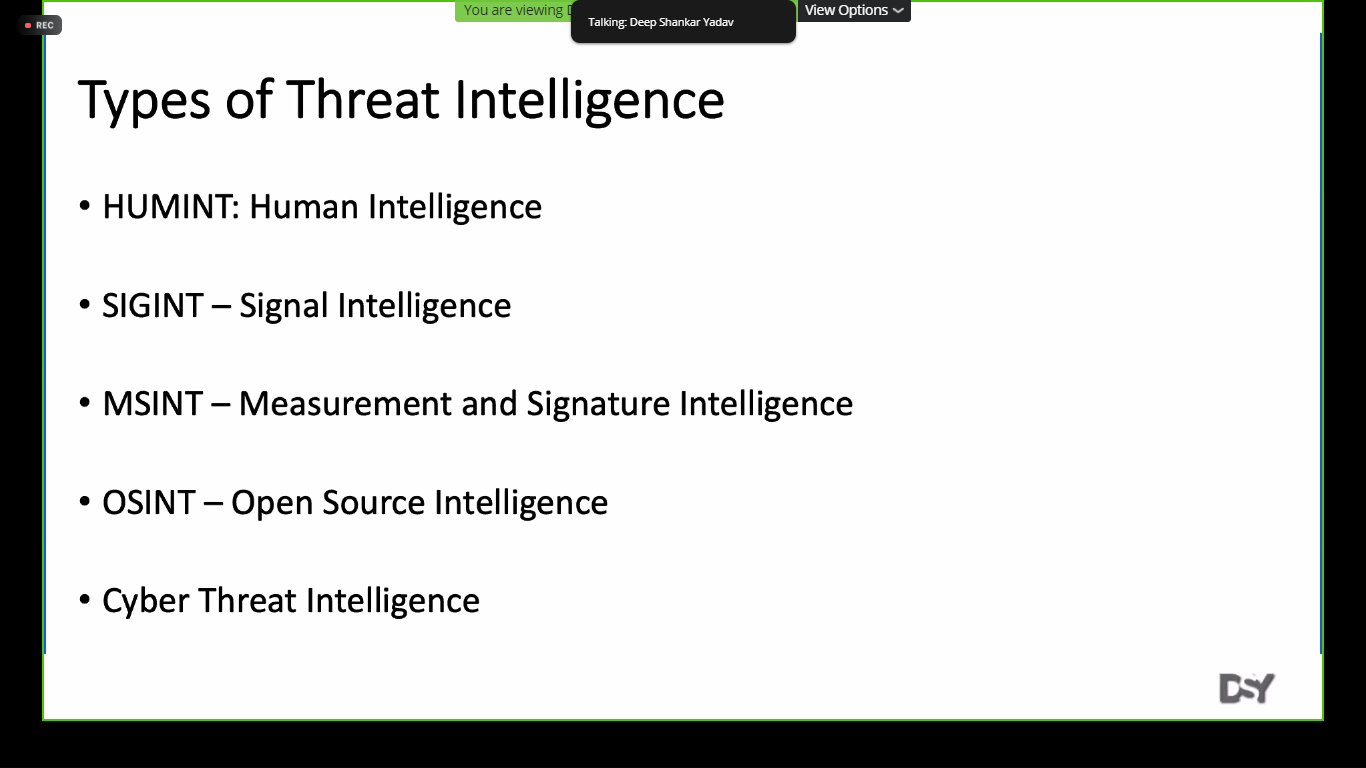 REC
You are viewing D
Talking: Deep Shankar Yadav
View Options
Types of Threat Intelligence
• HUMINT: Human Intelligence
• SIGINT – Signal Intelligence
• MSINT – Measurement and Signature Intelligence
• OSINT – Open Source Intelligence
• Cyber Threat Intelligence
DSY